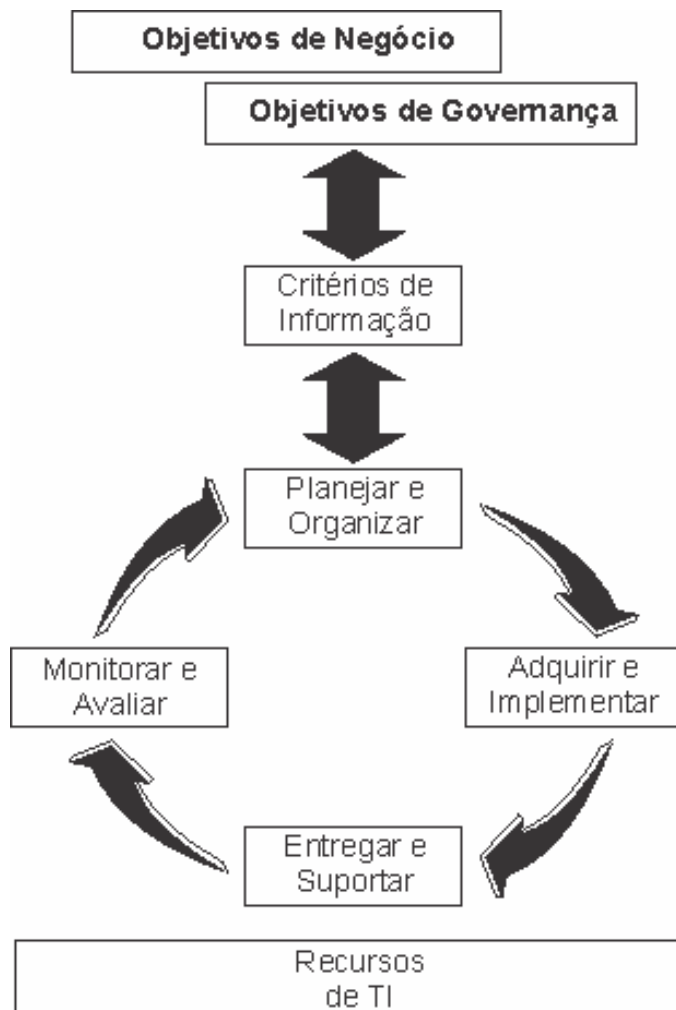 Objetivos de Negócio
Objetivos de Governança
Critérios de
Informação
Planejar e
Organizar
Monitorar e
Avaliar
Adquirir e
Implementar
Entregar e
Suportar
Recursos
de TI